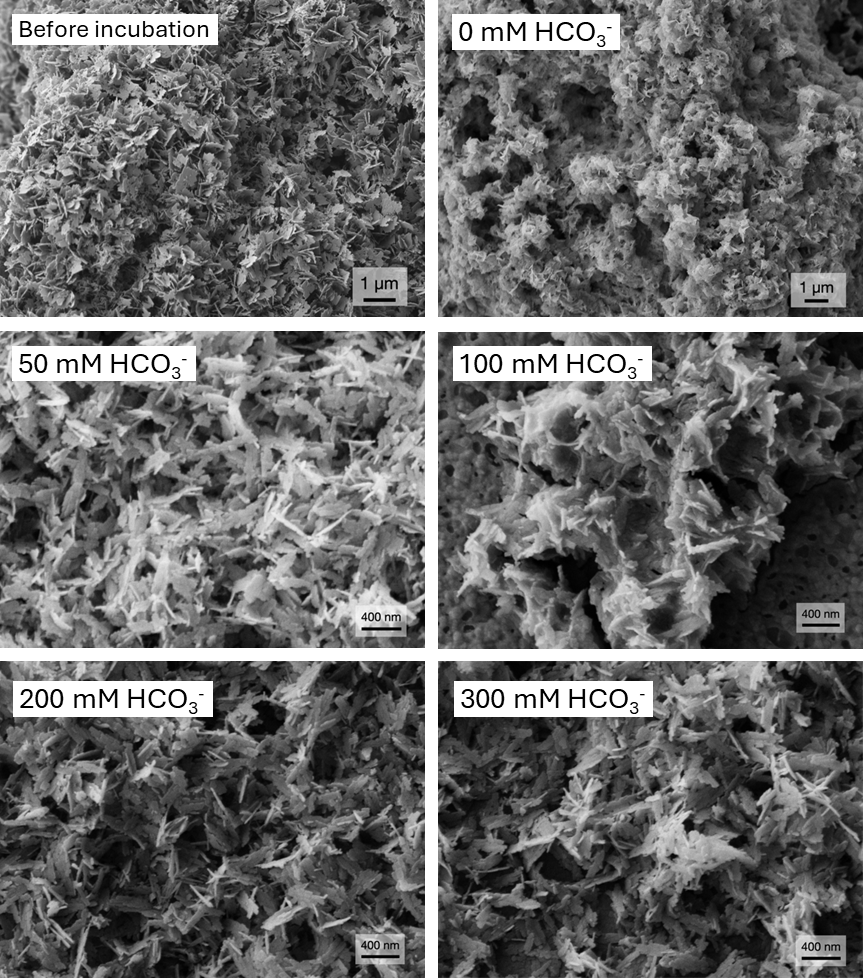 Before incubation
0 mM HCO₃⁻
1 µm
1 µm
50 mM HCO₃⁻
100 mM HCO₃⁻
400 nm
400 nm
200 mM HCO₃⁻
300 mM HCO₃⁻
400 nm
400 nm